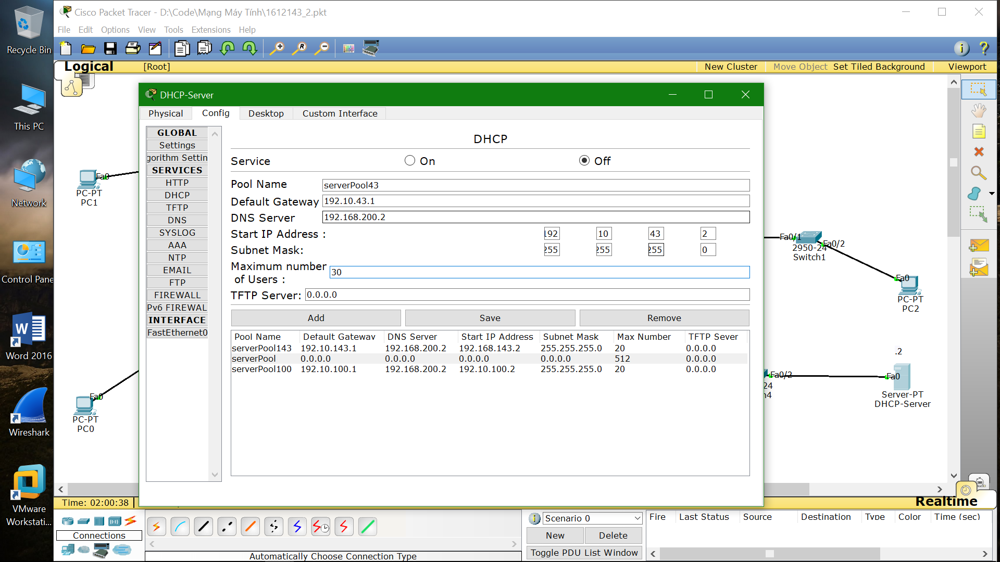 Cisco Packet Tracer - D:\Code\Mạng Máy Tính\1612143_2.pkt
File Edit Options View Tools Extensions Help
Logical [Root] New Cluster Move Object Set Tiled Background Viewport
Recycle Bin
This PC
Network
Control Pane
Word 2016
Wireshark
VMware
Workstati...
Fa0
PC-PT
PC1
Fa0
PC-PT
PC0
DHCP-Server
Physical Config Desktop Custom Interface
GLOBAL
Settings
gorithm Settin
SERVICES
HTTP
DHCP
TFTP
DNS
SYSLOG
AAA
NTP
EMAIL
FTP
FIREWALL
Pv6 FIREWAL
INTERFACE
FastEthernet0
DHCP
Service On Off
Pool Name serverPool43
Default Gateway 192.10.43.1
DNS Server 192.168.200.2
Start IP Address : 192 10 43 2
Subnet Mask: 255 255 255 0
Maximum number
of Users : 30
TFTP Server: 0.0.0.0
Add Save Remove
Pool Name Default Gateway DNS Server Start IP Address Subnet Mask Max Number TFTP Sever
serverPool143 192.10.143.1 192.168.200.2 192.168.143.2 255.255.255.0 20 0.0.0.0
serverPool 0.0.0.0 0.0.0.0 0.0.0.0 0.0.0.0 512 0.0.0.0
serverPool100 192.10.100.1 192.168.200.2 192.10.100.2 255.255.255.0 20 0.0.0.0
Fa0/1
Fa0/2
2950-24
Switch1
Fa0
PC-PT
PC2
.2
Fa0/2
Fa0
24
h4
Server-PT
DHCP-Server
Time: 02:00:38
Realtime
Connections
Automatically Choose Connection Type
Scenario 0
New Delete
Toggle PDU List Window
Fire Last Status Source Destination Type Color Time (sec)